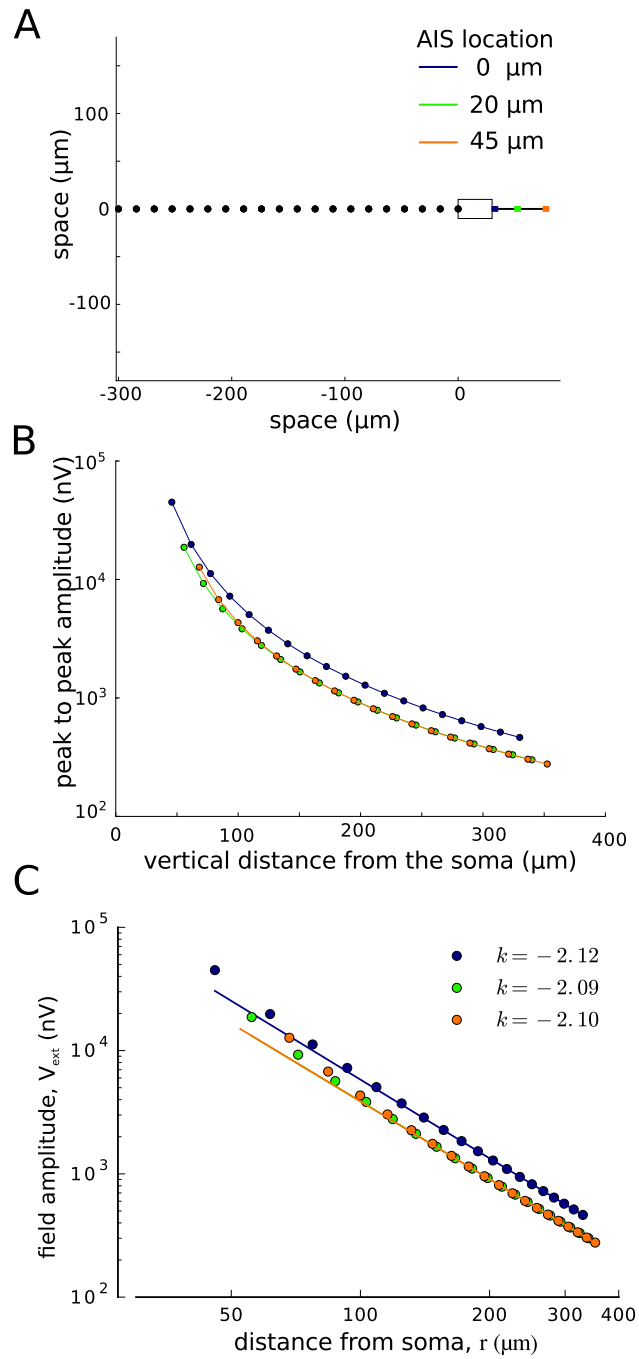 A
AIS location
0 μm
20 μm
45 μm
space (μm)
100
0
-100
-300 -200 -100 0
space (μm)
B
peak to peak amplitude (nV)
10^5
10^4
10^3
10^2
0 100 200 300 400
vertical distance from the soma (μm)
C
field amplitude, V_ext (nV)
10^5
10^4
10^3
10^2
k = −2.12
k = −2.09
k = −2.10
50 100 200 300 400
distance from soma, r (μm)